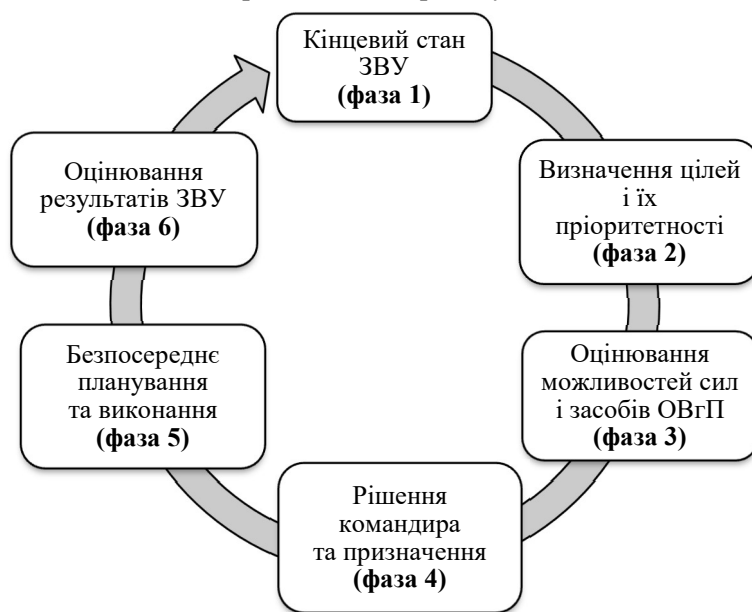 Кінцевий стан
ЗВУ
(фаза 1)
Визначення цілей
і їх
пріоритетності
(фаза 2)
Оцінювання
можливостей сил
і засобів ОВгП
(фаза 3)
Рішення
командира
та призначення
(фаза 4)
Безпосереднє
планування
та виконання
(фаза 5)
Оцінювання
результатів ЗВУ
(фаза 6)